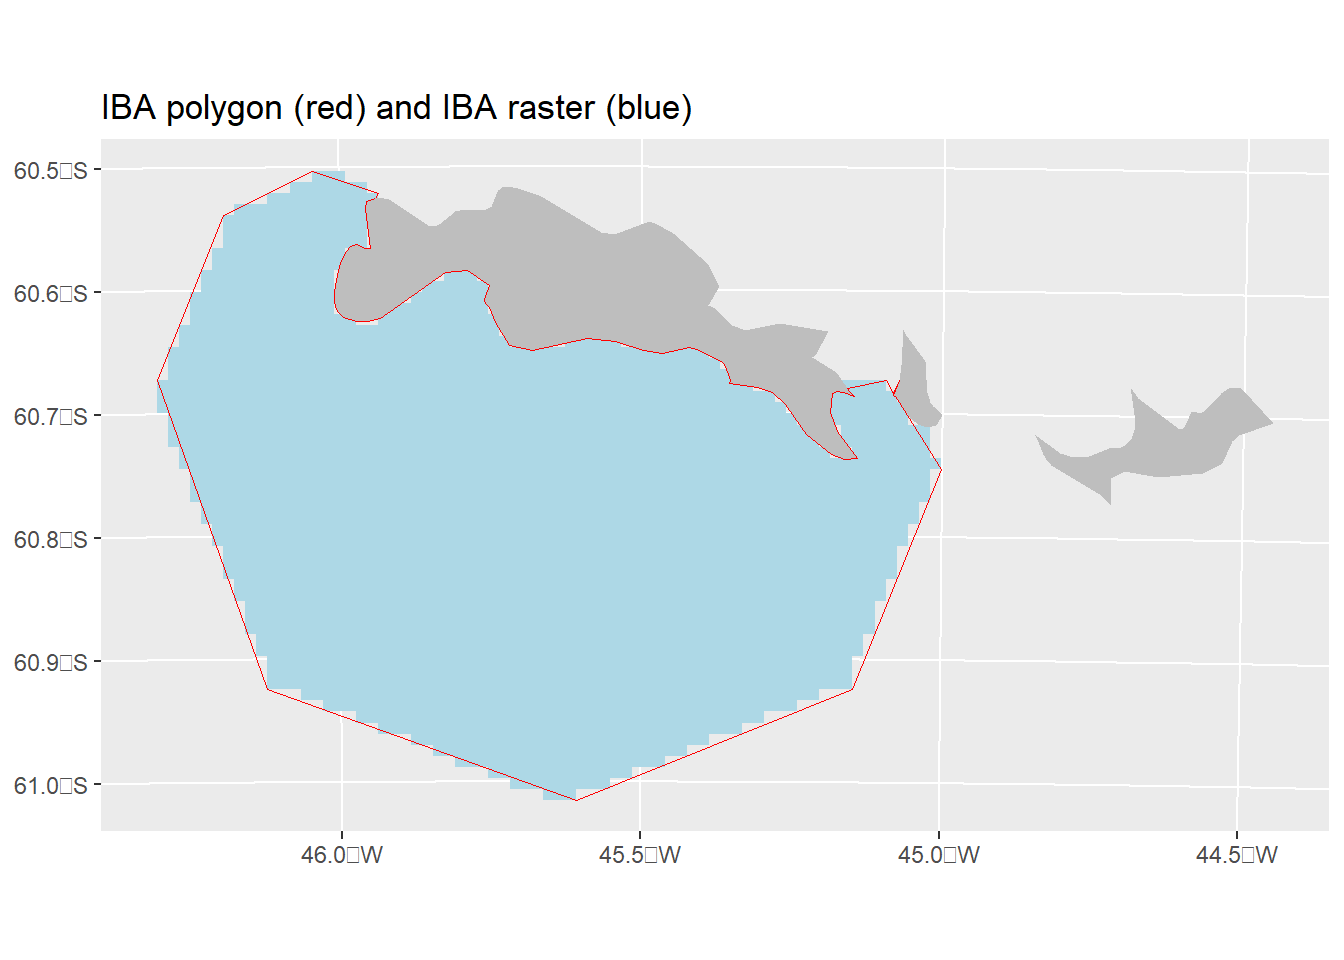 IBA polygon (red) and IBA raster (blue)
60.5□S
60.6□S
60.7□S
60.8□S
60.9□S
61.0□S
46.0□W 45.5□W 45.0□W 44.5□W